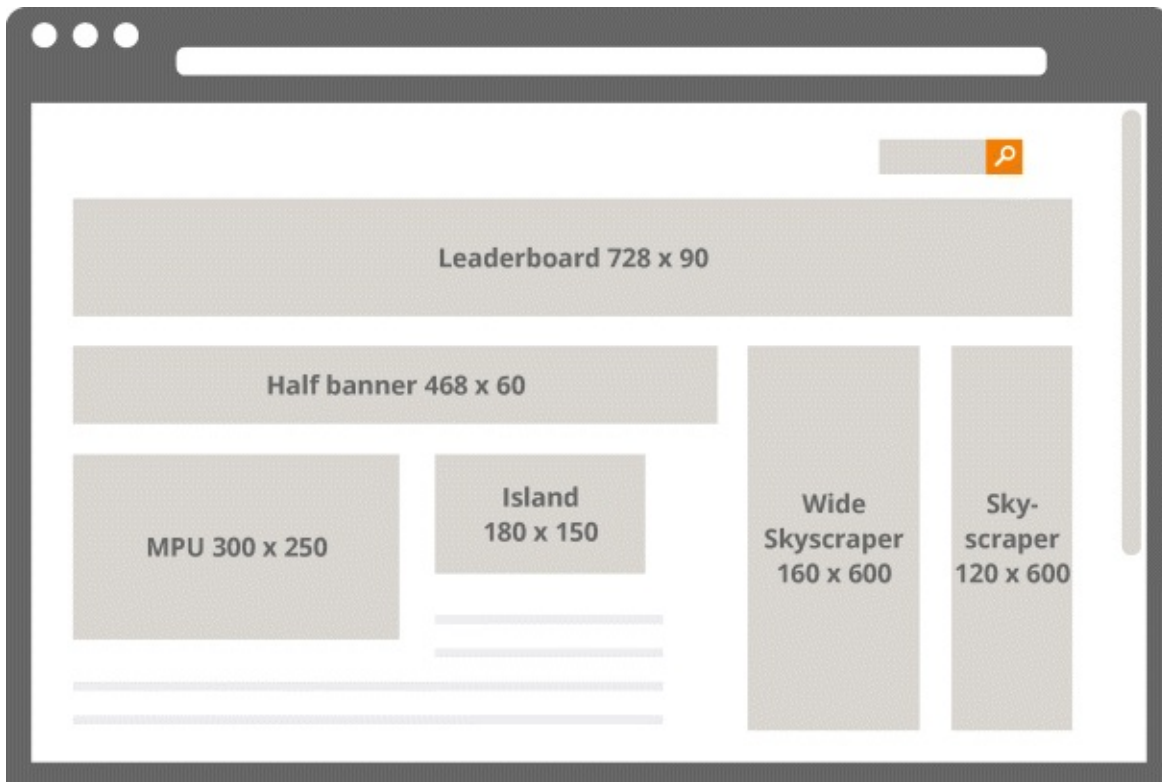 Leaderboard 728 x 90
Half banner 468 x 60
MPU 300 x 250
Island
180 x 150
Wide
Skyscraper
160 x 600
Sky-
scraper
120 x 600